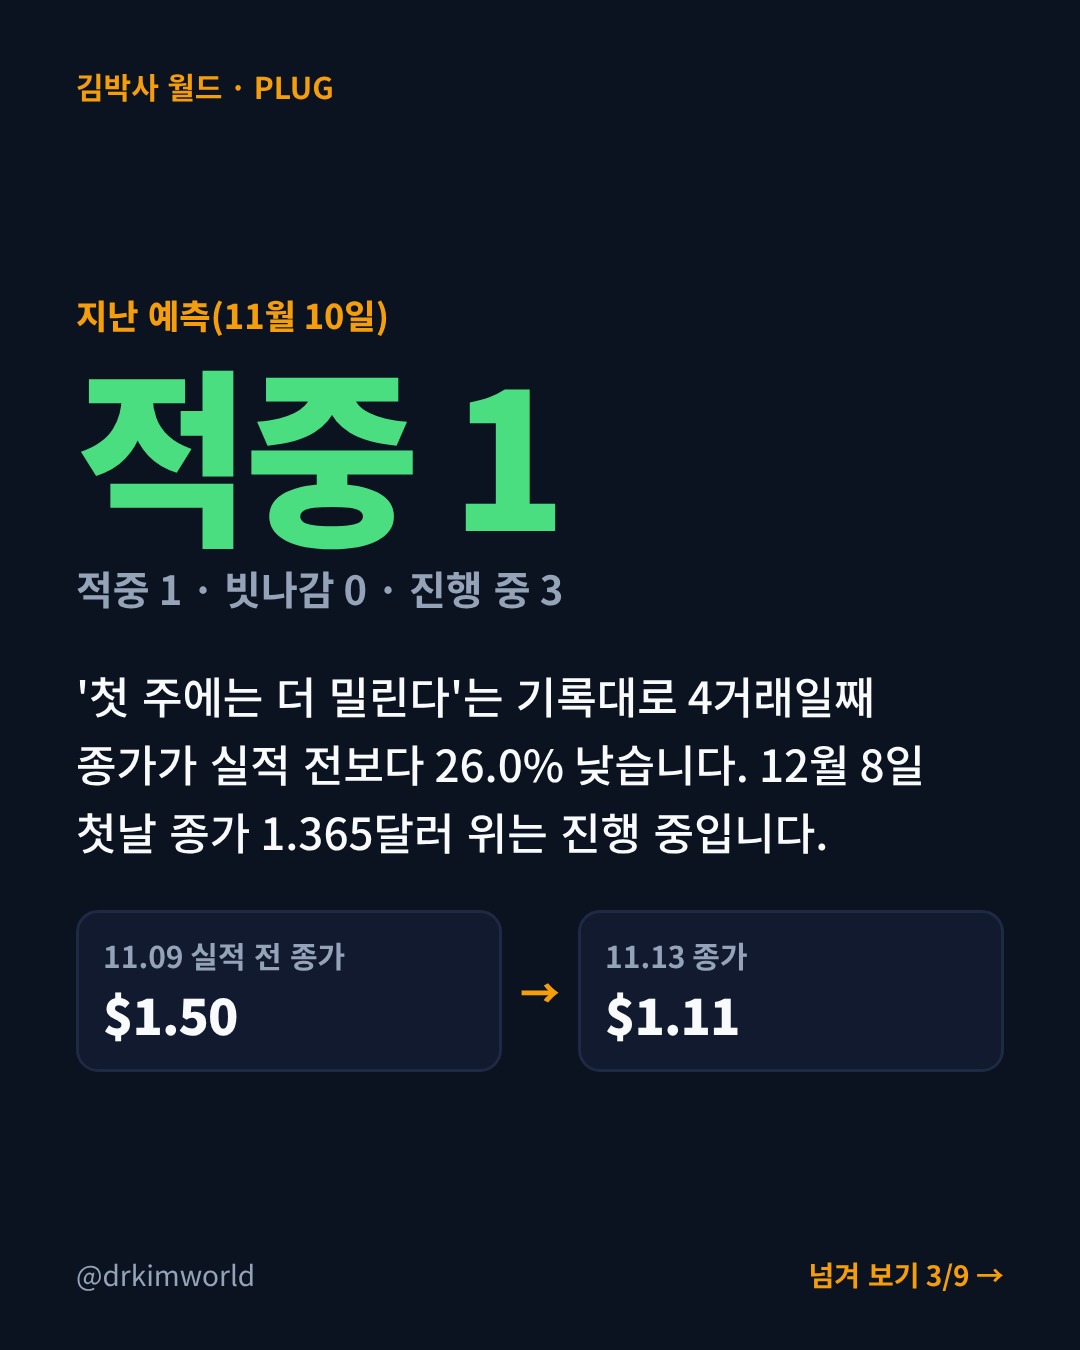 김박사 월드 · PLUG
지난 예측(11월 10일)
적중 1
적중 1 · 빗나감 0 · 진행 중 3
'첫 주에는 더 밀린다'는 기록대로 4거래일째
종가가 실적 전보다 26.0% 낮습니다. 12월 8일
첫날 종가 1.365달러 위는 진행 중입니다.
11.09 실적 전 종가
$1.50
→
11.13 종가
$1.11
@drkimworld
넘겨 보기 3/9 →